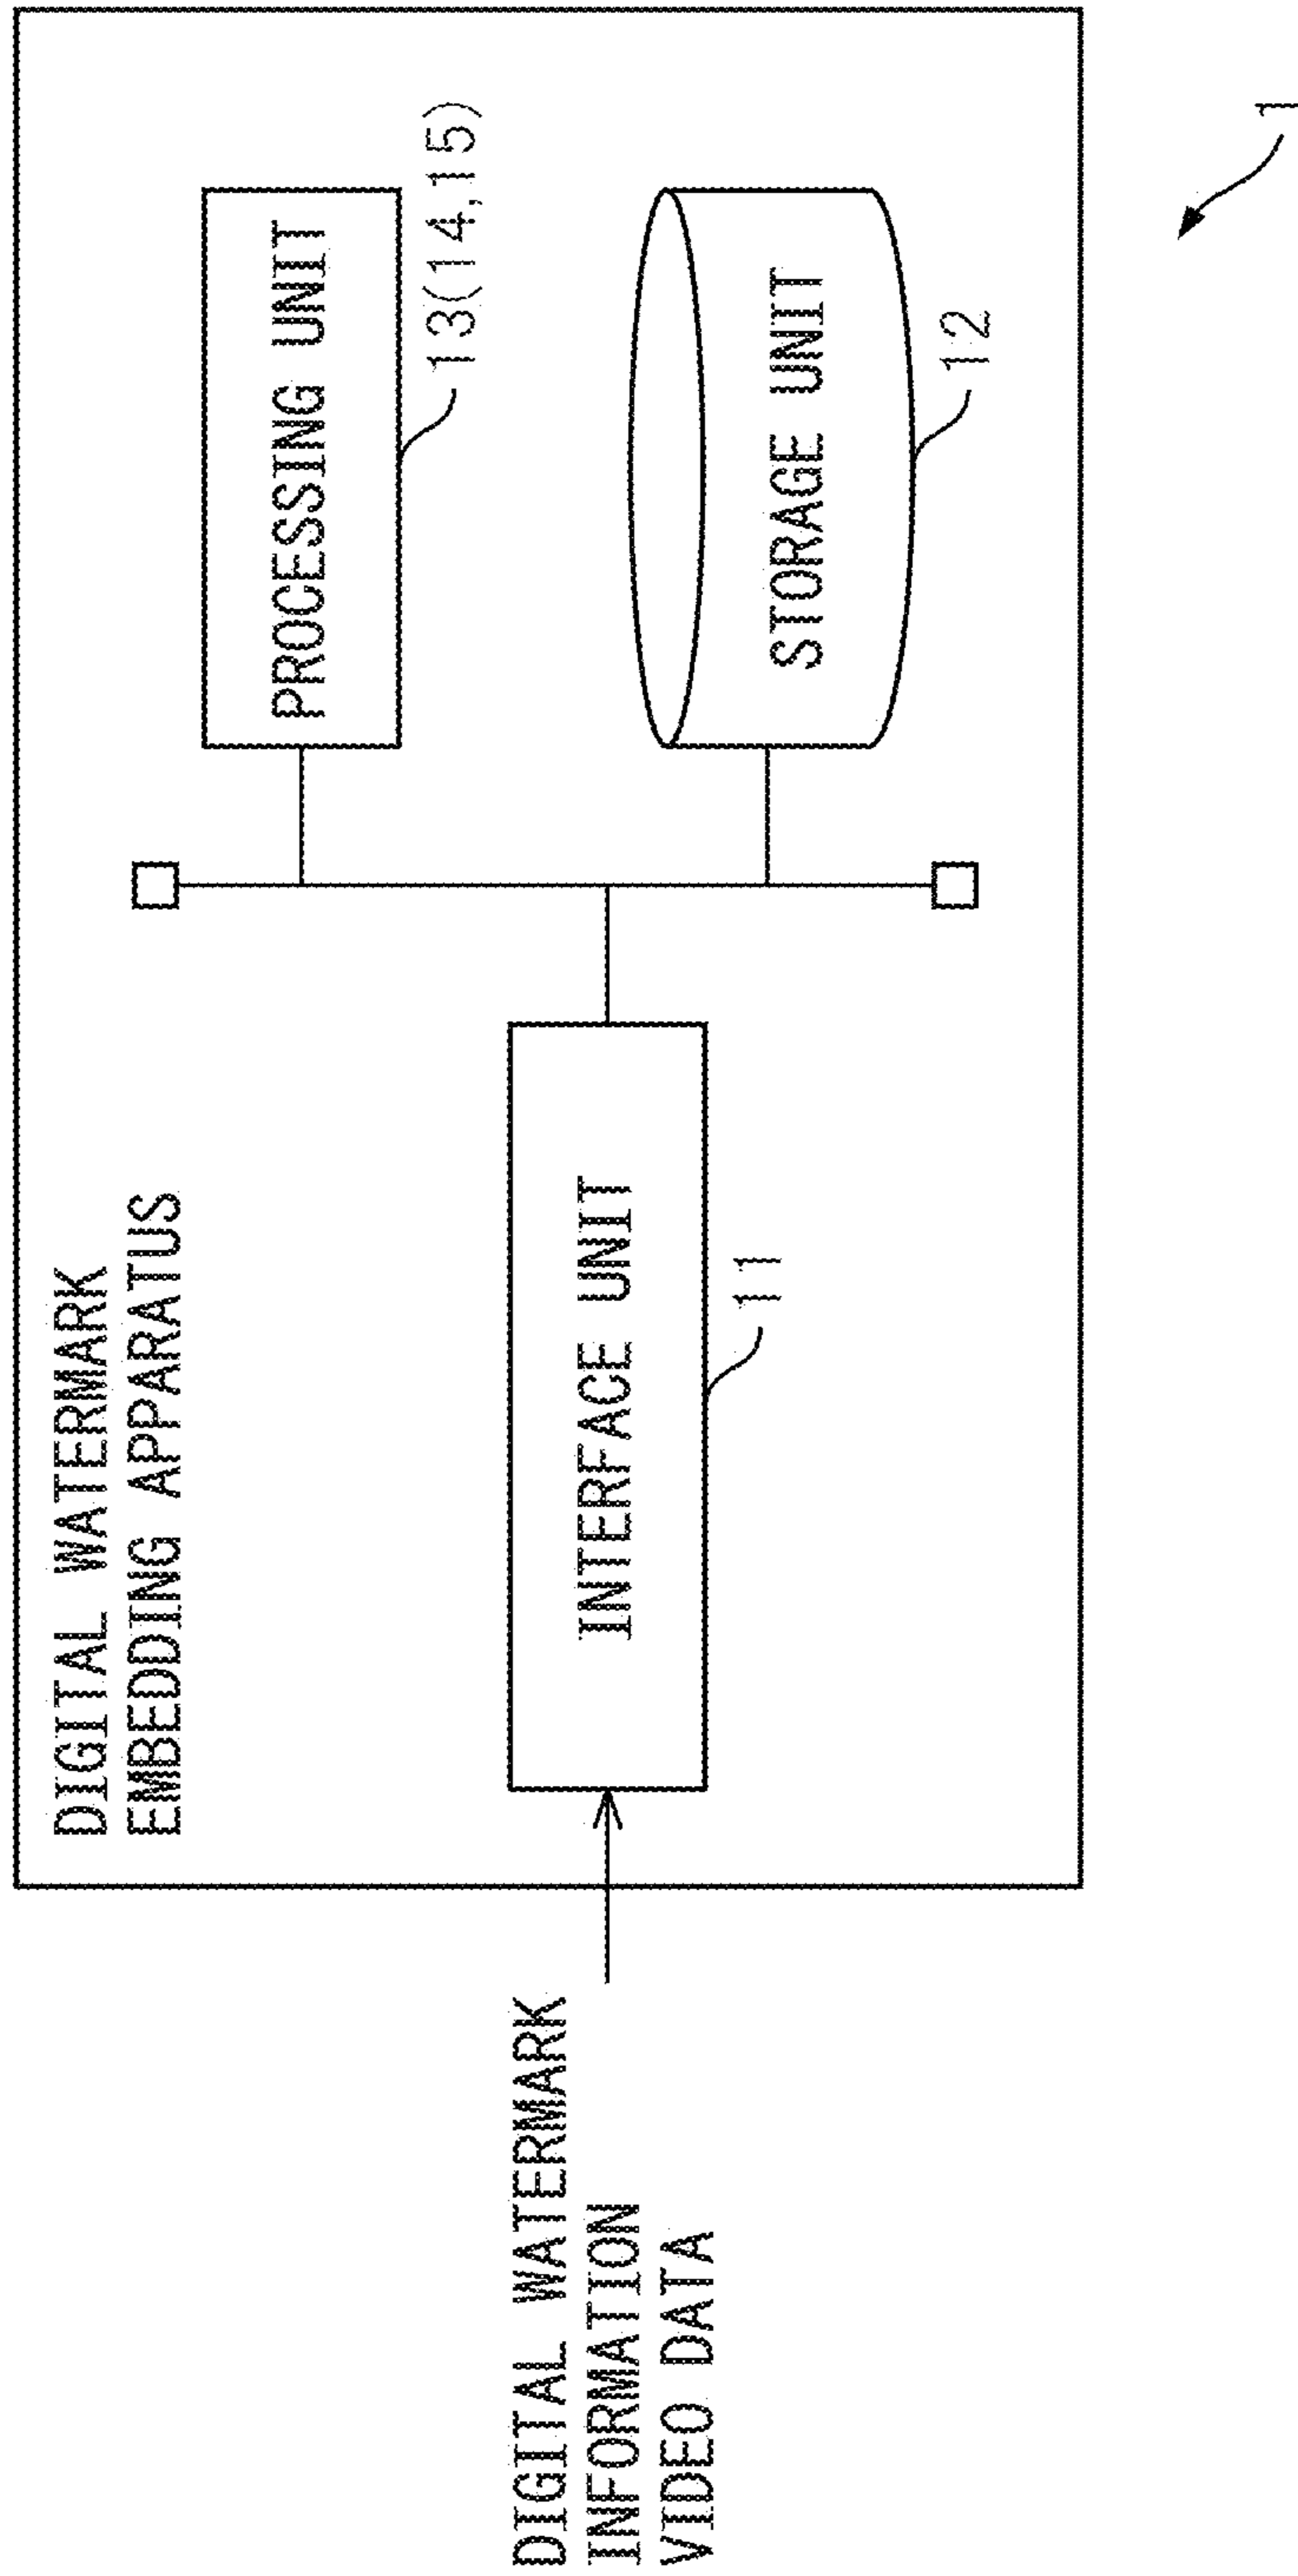 DIGITAL WATERMARK
EMBEDDING APPARATUS
PROCESSING UNIT
13(14,15)
DIGITAL WATERMARK
INFORMATION
VIDEO DATA
INTERFACE UNIT
11
STORAGE UNIT
12
1